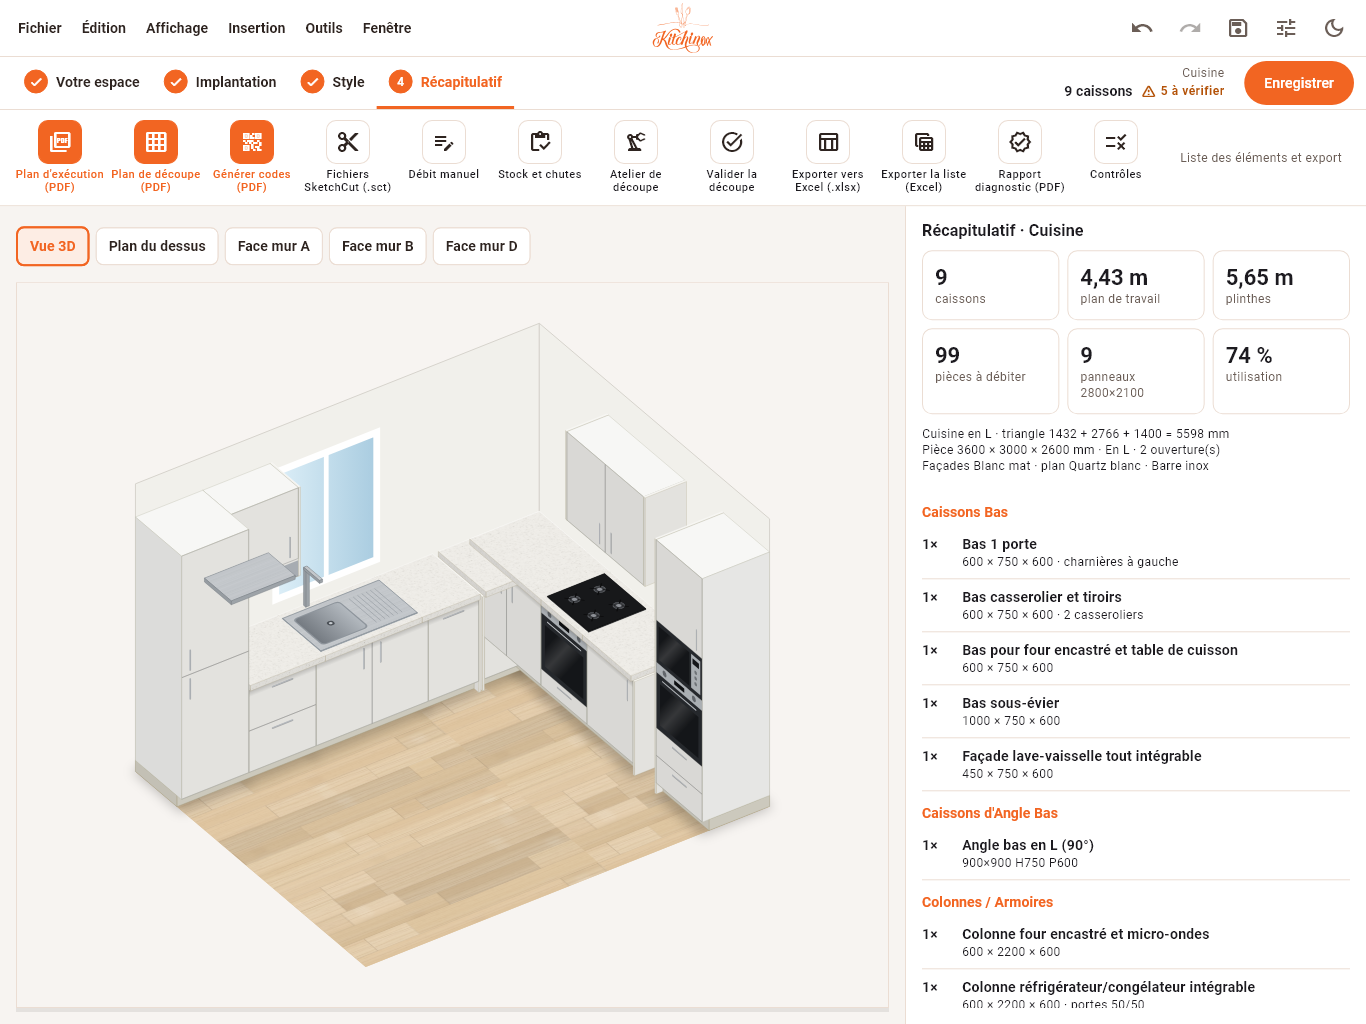 Fichier Édition Affichage Insertion Outils Fenêtre
Kitchinox
Votre espace Implantation Style 4 Récapitulatif
Cuisine
9 caissons 5 à vérifier
Enregistrer
PDF
Plan d'exécution (PDF)
Plan de découpe (PDF)
Générer codes (PDF)
Fichiers SketchCut (.sct)
Débit manuel
Stock et chutes
Atelier de découpe
Valider la découpe
Exporter vers Excel (.xlsx)
Exporter la liste (Excel)
Rapport diagnostic (PDF)
Contrôles
Liste des éléments et export
Vue 3D Plan du dessus Face mur A Face mur B Face mur D
Récapitulatif · Cuisine
9
caissons
4,43 m
plan de travail
5,65 m
plinthes
99
pièces à débiter
9
panneaux
2800×2100
74 %
utilisation
Cuisine en L · triangle 1432 + 2766 + 1400 = 5598 mm
Pièce 3600 × 3000 × 2600 mm · En L · 2 ouverture(s)
Façades Blanc mat · plan Quartz blanc · Barre inox
Caissons Bas
1× Bas 1 porte
600 × 750 × 600 · charnières à gauche
1× Bas casserolier et tiroirs
600 × 750 × 600 · 2 casseroliers
1× Bas pour four encastré et table de cuisson
600 × 750 × 600
1× Bas sous-évier
1000 × 750 × 600
1× Façade lave-vaisselle tout intégrable
450 × 750 × 600
Caissons d'Angle Bas
1× Angle bas en L (90°)
900×900 H750 P600
Colonnes / Armoires
1× Colonne four encastré et micro-ondes
600 × 2200 × 600
1× Colonne réfrigérateur/congélateur intégrable
600 × 2200 × 600 · portes 50/50